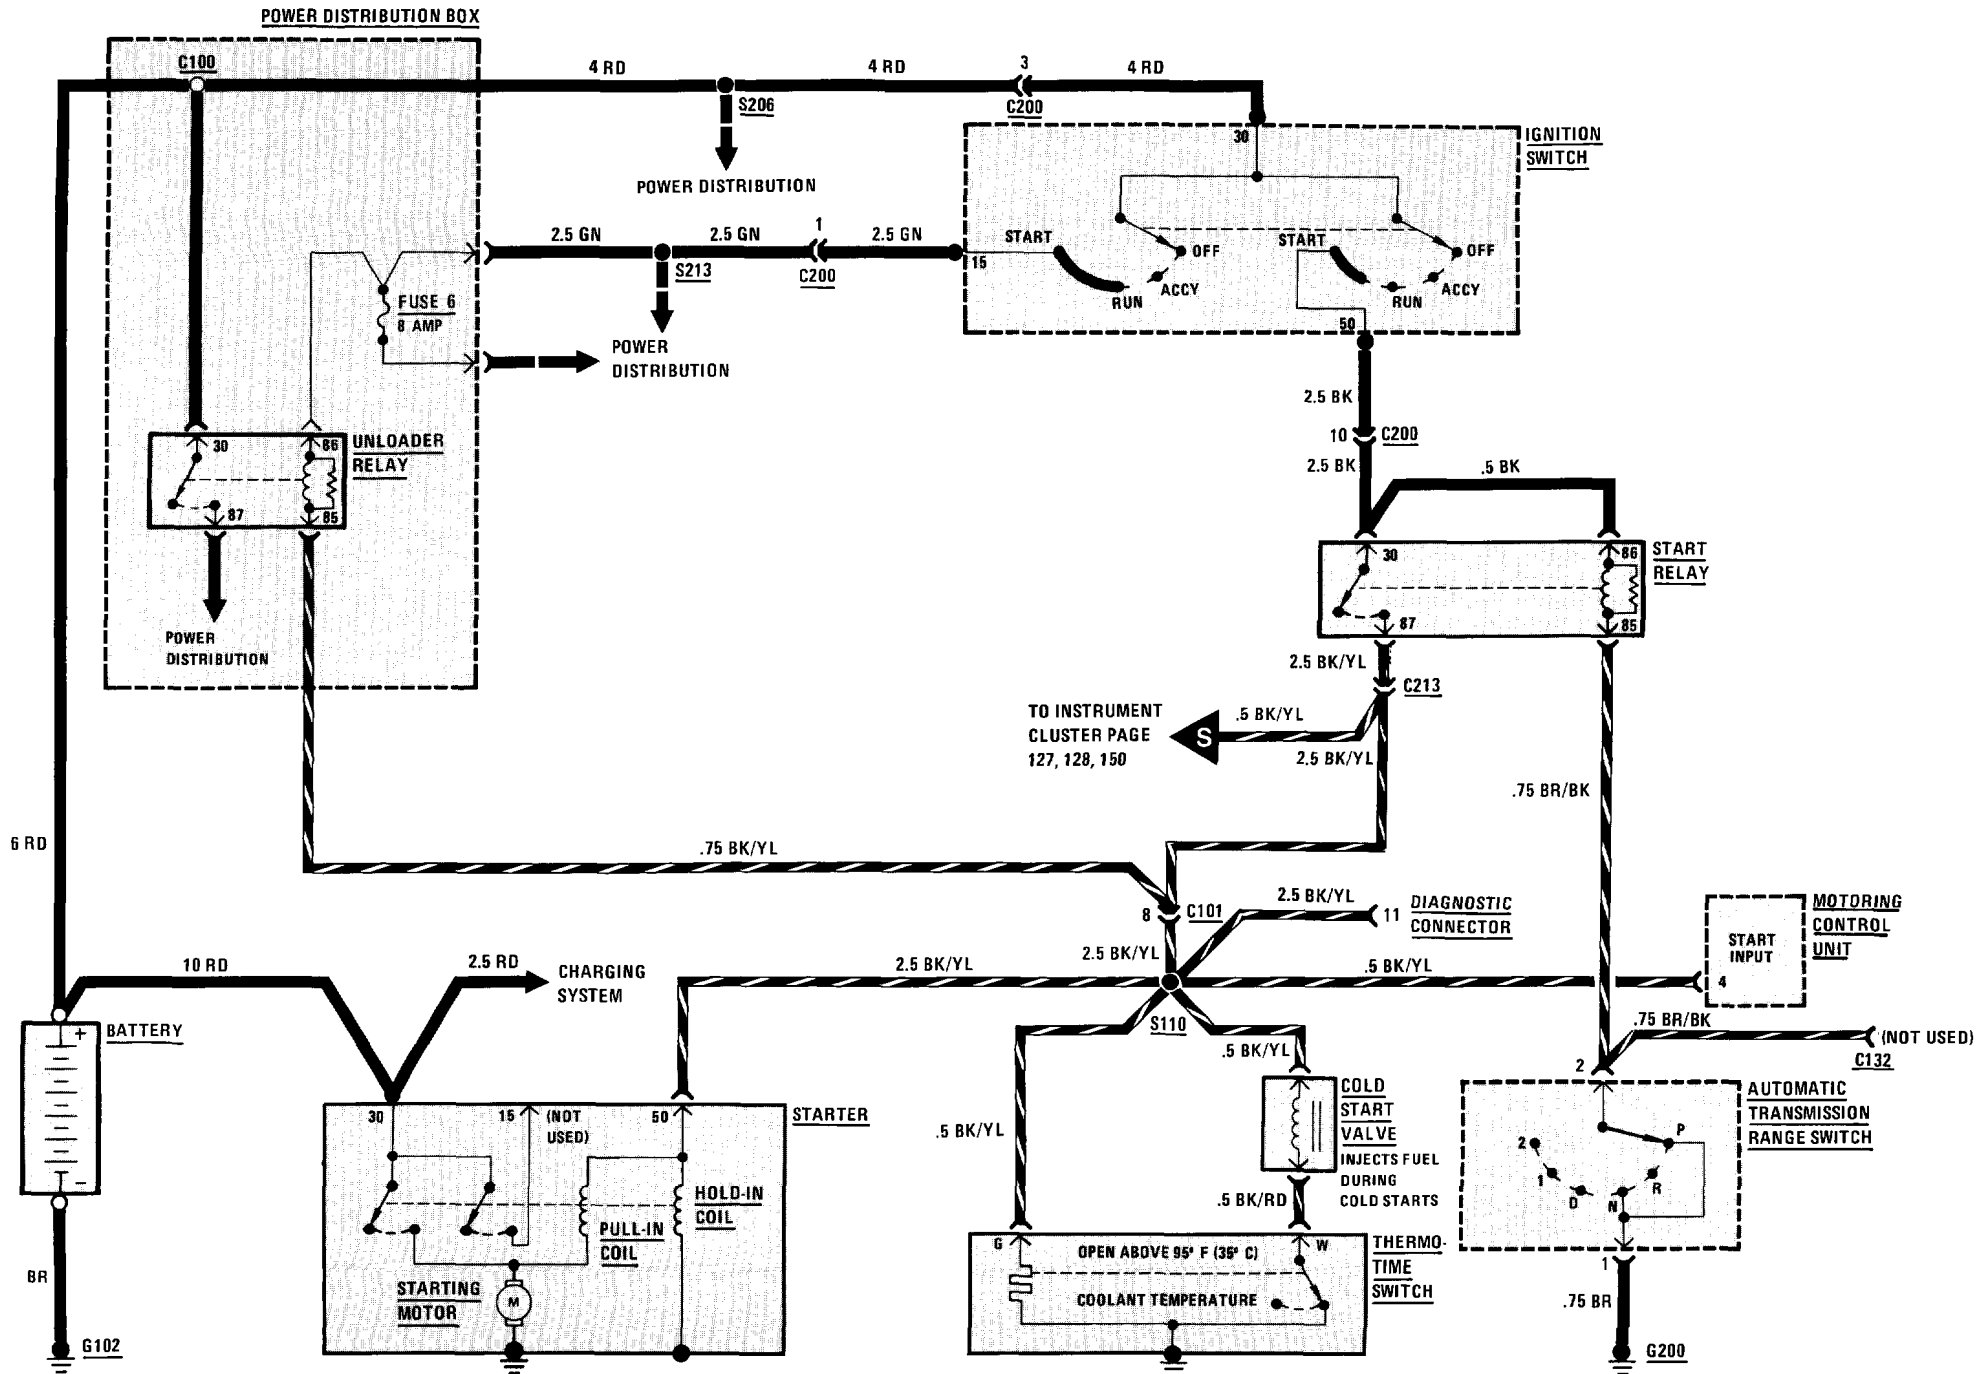 POWER DISTRIBUTION BOX
C100
4 RD
4 RD
3
4 RD
S206
C200
POWER DISTRIBUTION
30
IGNITION
SWITCH
2.5 GN
2.5 GN
1
2.5 GN
S213
C200
15
START
OFF
ACCY
RUN
START
OFF
ACCY
RUN
50
FUSE 6
8 AMP
POWER
DISTRIBUTION
2.5 BK
10
C200
2.5 BK
.5 BK
30
86
UNLOADER
RELAY
87
85
POWER
DISTRIBUTION
30
86
START
RELAY
87
85
2.5 BK/YL
C213
TO INSTRUMENT
CLUSTER PAGE
127, 128, 150
S
.5 BK/YL
2.5 BK/YL
.75 BR/BK
6 RD
.75 BK/YL
8
C101
2.5 BK/YL
11
DIAGNOSTIC
CONNECTOR
MOTORING
CONTROL
UNIT
START
INPUT
4
10 RD
2.5 RD
CHARGING
SYSTEM
2.5 BK/YL
2.5 BK/YL
.5 BK/YL
S110
+
BATTERY
-
.5 BK/YL
.75 BR/BK
(NOT USED)
C132
2
30
15
(NOT
USED)
50
STARTER
.5 BK/YL
COLD
START
VALVE
INJECTS FUEL
DURING
COLD STARTS
AUTOMATIC
TRANSMISSION
RANGE SWITCH
P
R
N
D
1
2
HOLD-IN
COIL
PULL-IN
COIL
.5 BK/RD
STARTING
MOTOR
M
G
OPEN ABOVE 95° F (35° C)
W
COOLANT TEMPERATURE
THERMO-
TIME
SWITCH
1
.75 BR
BR
G102
G200